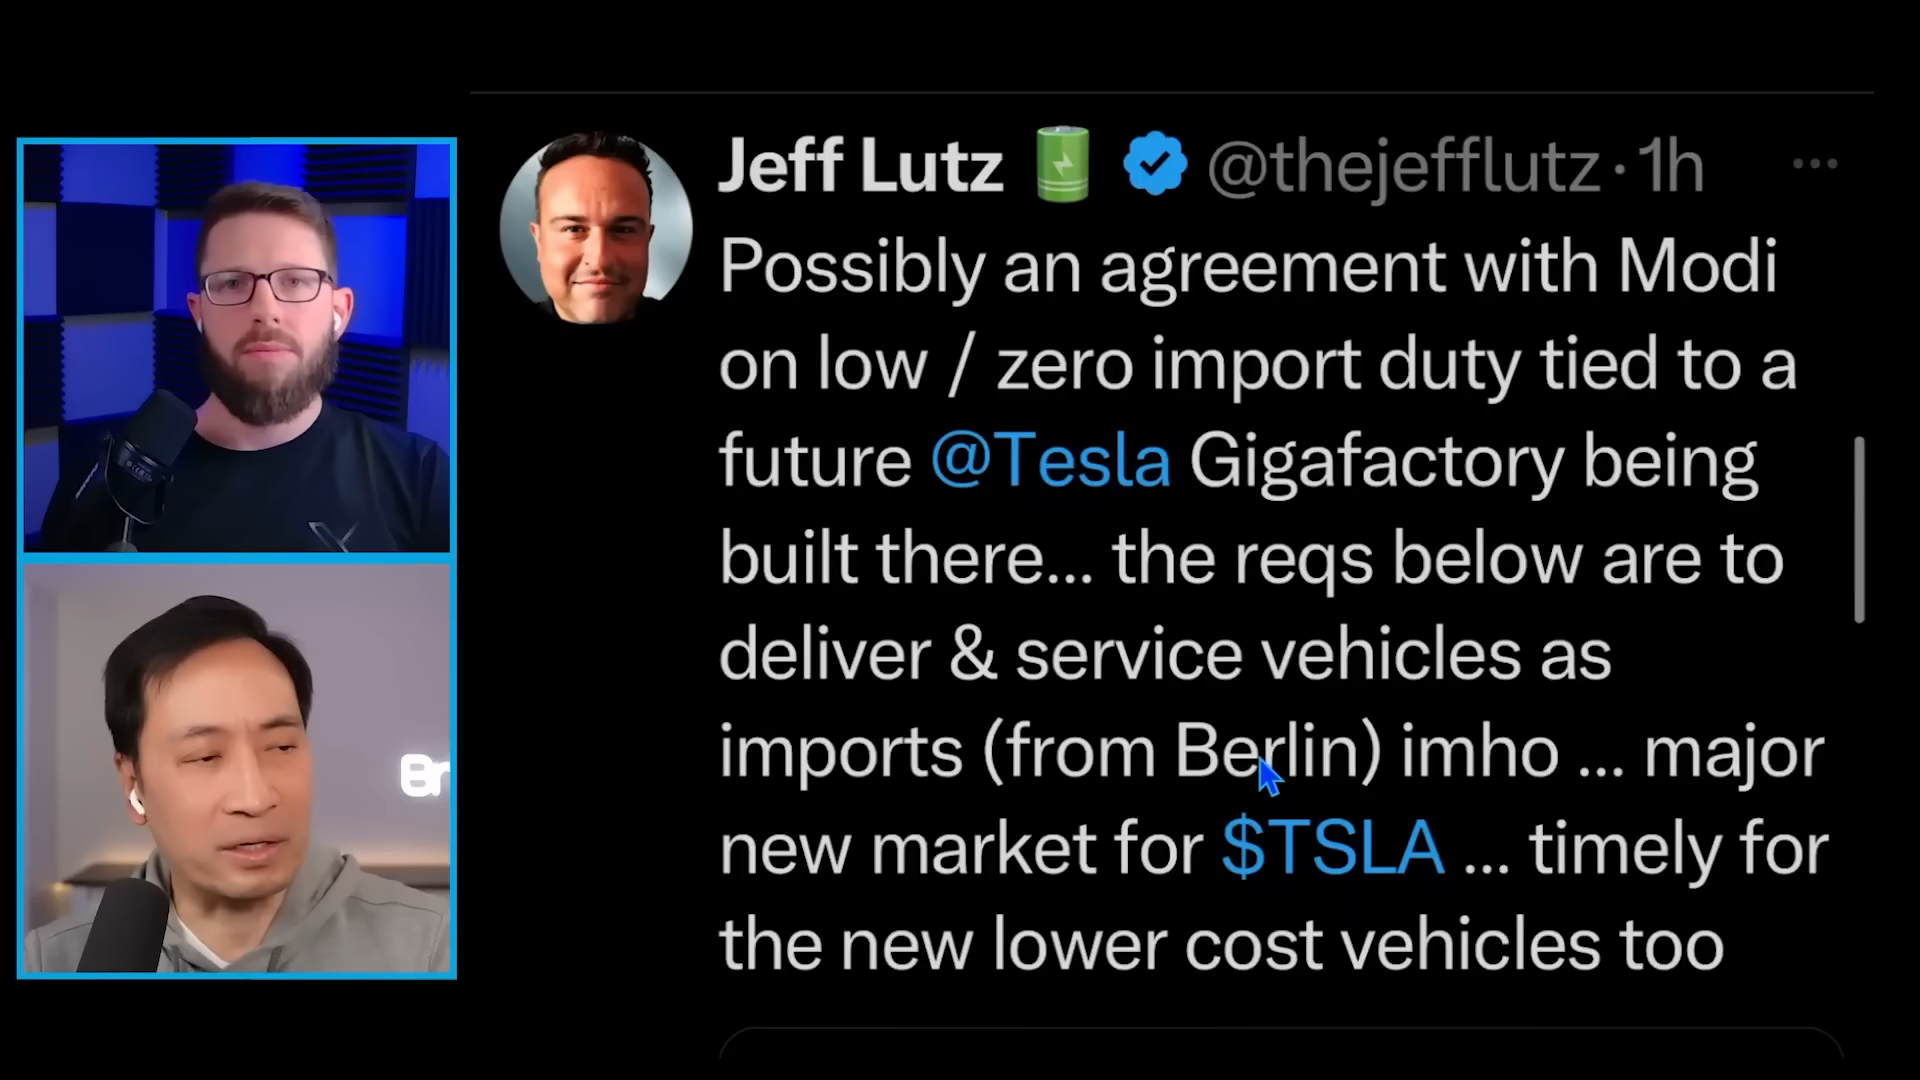 Jeff Lutz @thejefflutz · 1h
Possibly an agreement with Modi
on low / zero import duty tied to a
future @Tesla Gigafactory being
built there... the reqs below are to
deliver & service vehicles as
imports (from Berlin) imho ... major
new market for $TSLA ... timely for
the new lower cost vehicles too
Br